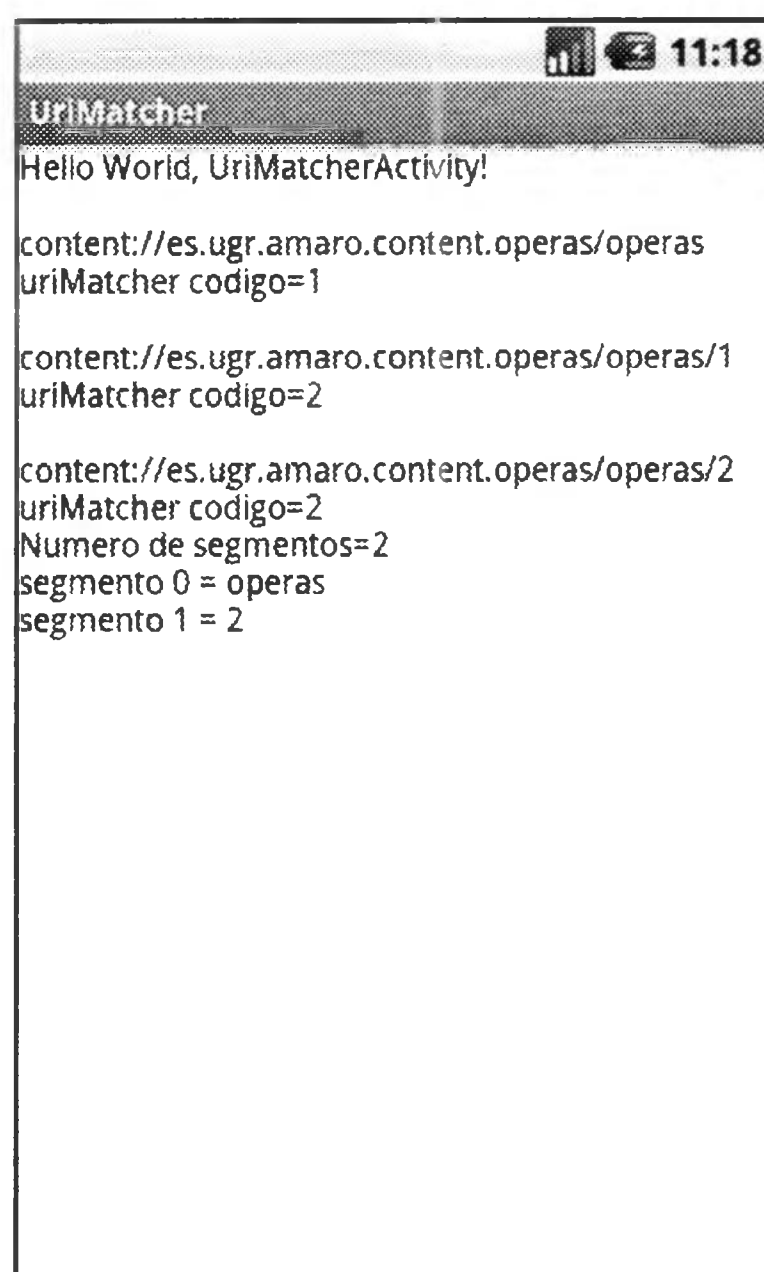 11:18
UriMatcher
Hello World, UriMatcherActivity!
content://es.ugr.amaro.content.operas/operas
uriMatcher codigo=1
content://es.ugr.amaro.content.operas/operas/1
uriMatcher codigo=2
content://es.ugr.amaro.content.operas/operas/2
uriMatcher codigo=2
Numero de segmentos=2
segmento 0 = operas
segmento 1 = 2